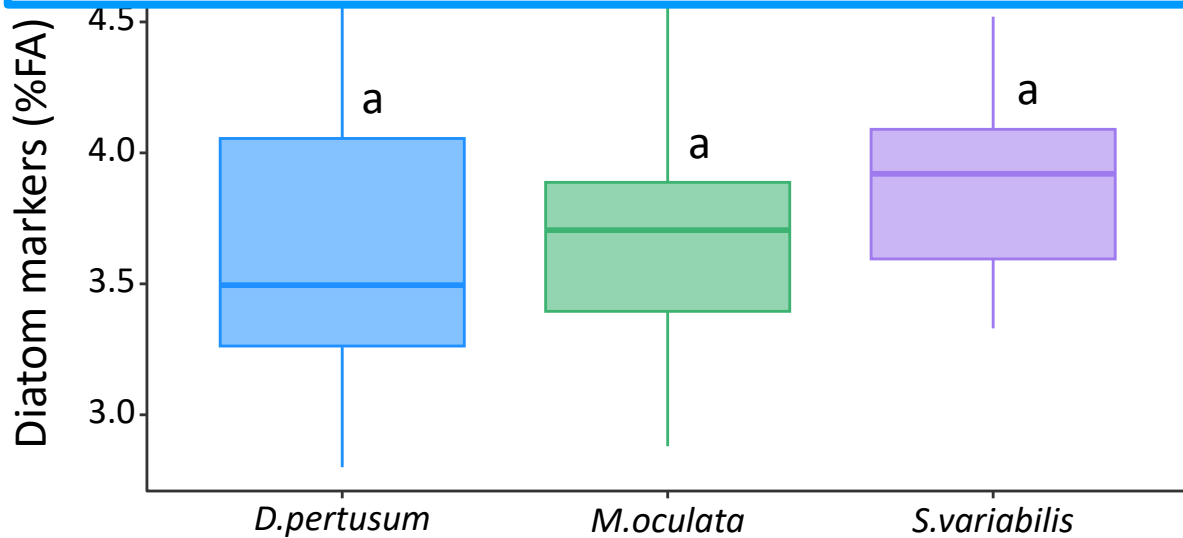 Diatom markers (%FA)
4.5
4.0
3.5
3.0
a
a
a
D.pertusum
M.oculata
S.variabilis